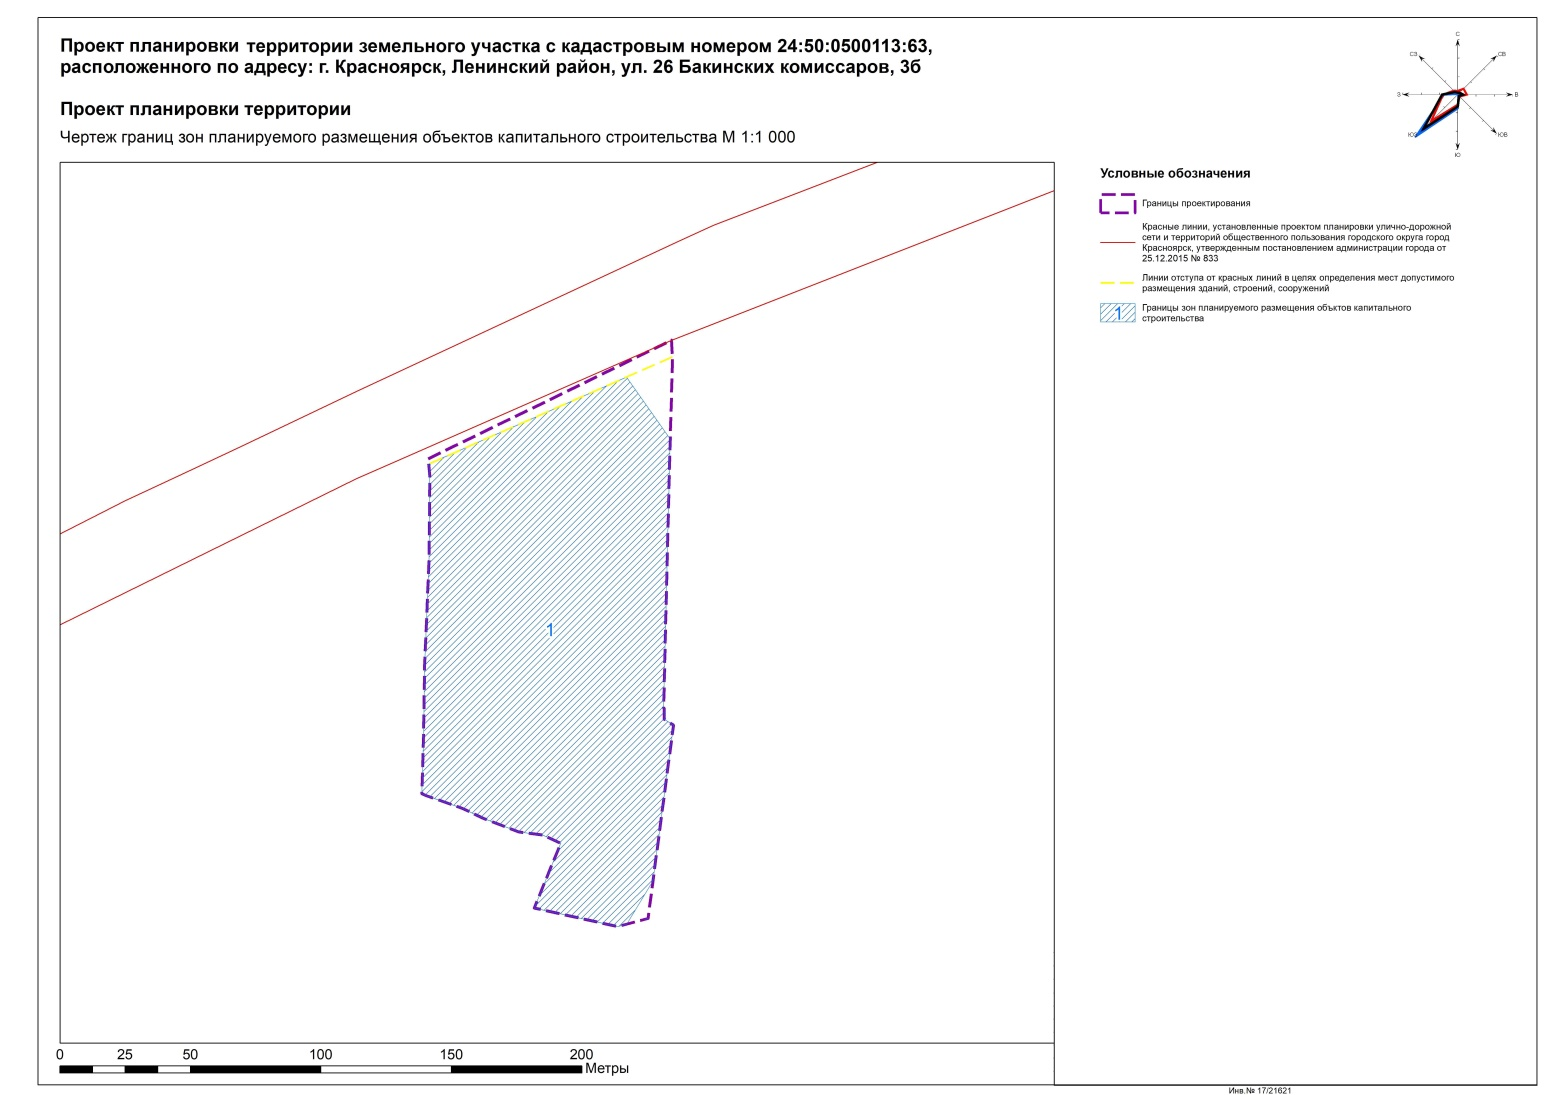 Проект планировки территории земельного участка с кадастровым номером 24:50:0500113:63,
расположенного по адресу: г. Красноярск, Ленинский район, ул. 26 Бакинских комиссаров, 3б
Проект планировки территории
Чертеж границ зон планируемого размещения объектов капитального строительства М 1:1 000
С
СЗ
СВ
З
В
ЮЗ
ЮВ
Ю
Условные обозначения
Границы проектирования
Красные линии, установленные проектом планировки улично-дорожной
сети и территорий общественного пользования городского округа город
Красноярск, утвержденным постановлением администрации города от
25.12.2015 № 833
Линии отступа от красных линий в целях определения мест допустимого
размещения зданий, строений, сооружений
1
Границы зон планируемого размещения объктов капитального
строительства
1
0 25 50 100 150 200
Метры
Инв.№ 17/21621